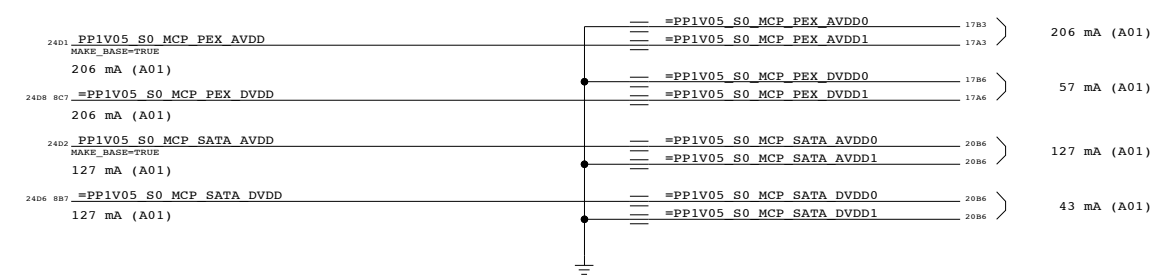 =PP1V05_S0_MCP_PEX_AVDD0 17B3
24D1 PP1V05_S0_MCP_PEX_AVDD =PP1V05_S0_MCP_PEX_AVDD1 17A3 206 mA (A01)
MAKE_BASE=TRUE
206 mA (A01)
=PP1V05_S0_MCP_PEX_DVDD0 17B6
24D8 8C7 =PP1V05_S0_MCP_PEX_DVDD =PP1V05_S0_MCP_PEX_DVDD1 17A6 57 mA (A01)
206 mA (A01)
24D2 PP1V05_S0_MCP_SATA_AVDD =PP1V05_S0_MCP_SATA_AVDD0 20B6
MAKE_BASE=TRUE
=PP1V05_S0_MCP_SATA_AVDD1 20B6 127 mA (A01)
127 mA (A01)
24D6 8B7 =PP1V05_S0_MCP_SATA_DVDD =PP1V05_S0_MCP_SATA_DVDD0 20B6
127 mA (A01) =PP1V05_S0_MCP_SATA_DVDD1 20B6 43 mA (A01)